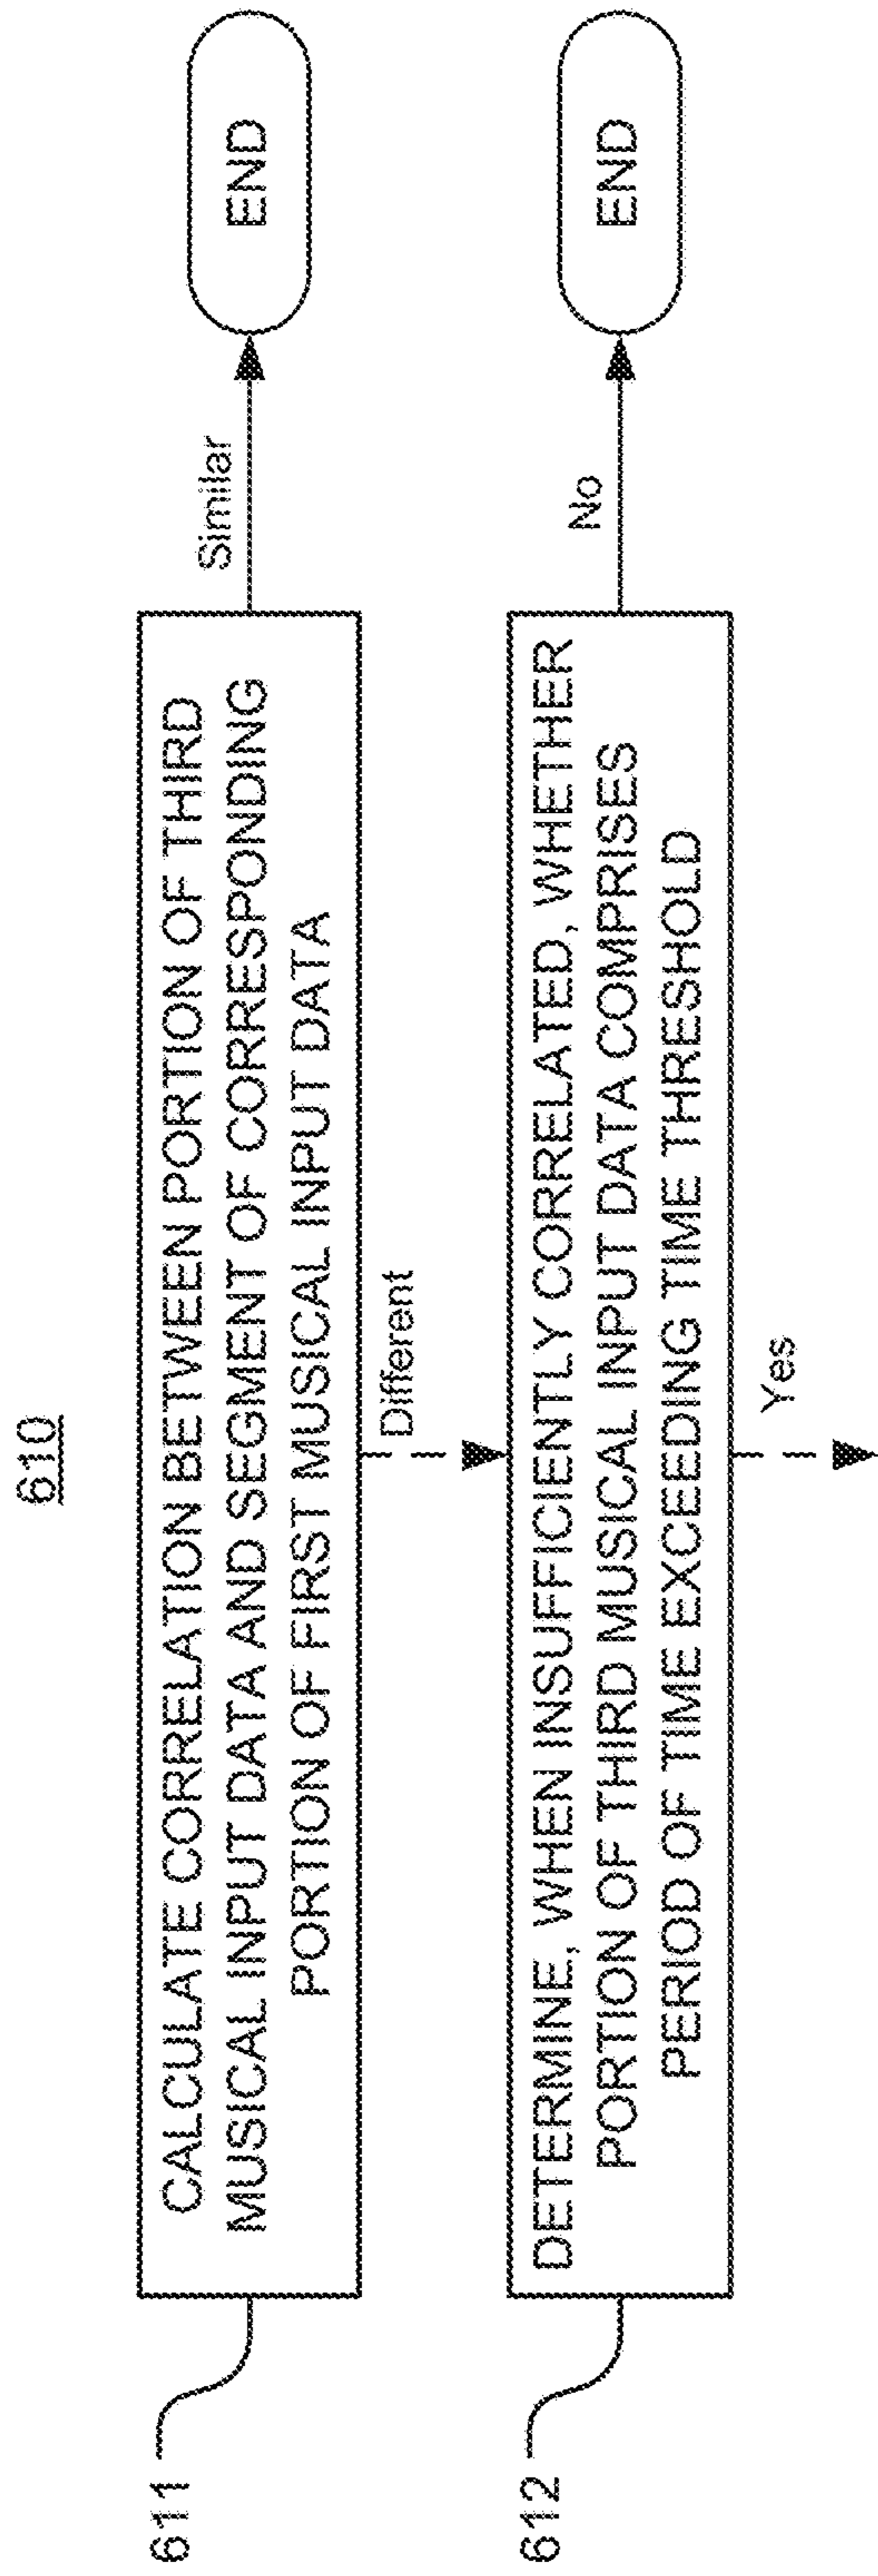 610
611
CALCULATE CORRELATION BETWEEN PORTION OF THIRD
MUSICAL INPUT DATA AND SEGMENT OF CORRESPONDING
PORTION OF FIRST MUSICAL INPUT DATA
Similar
END
Different
612
DETERMINE, WHEN INSUFFICIENTLY CORRELATED, WHETHER
PORTION OF THIRD MUSICAL INPUT DATA COMPRISES
PERIOD OF TIME EXCEEDING TIME THRESHOLD
No
END
Yes